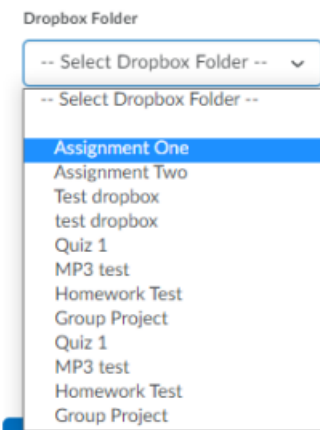 Dropbox Folder
-- Select Dropbox Folder --
-- Select Dropbox Folder --
Assignment One
Assignment Two
Test dropbox
test dropbox
Quiz 1
MP3 test
Homework Test
Group Project
Quiz 1
MP3 test
Homework Test
Group Project